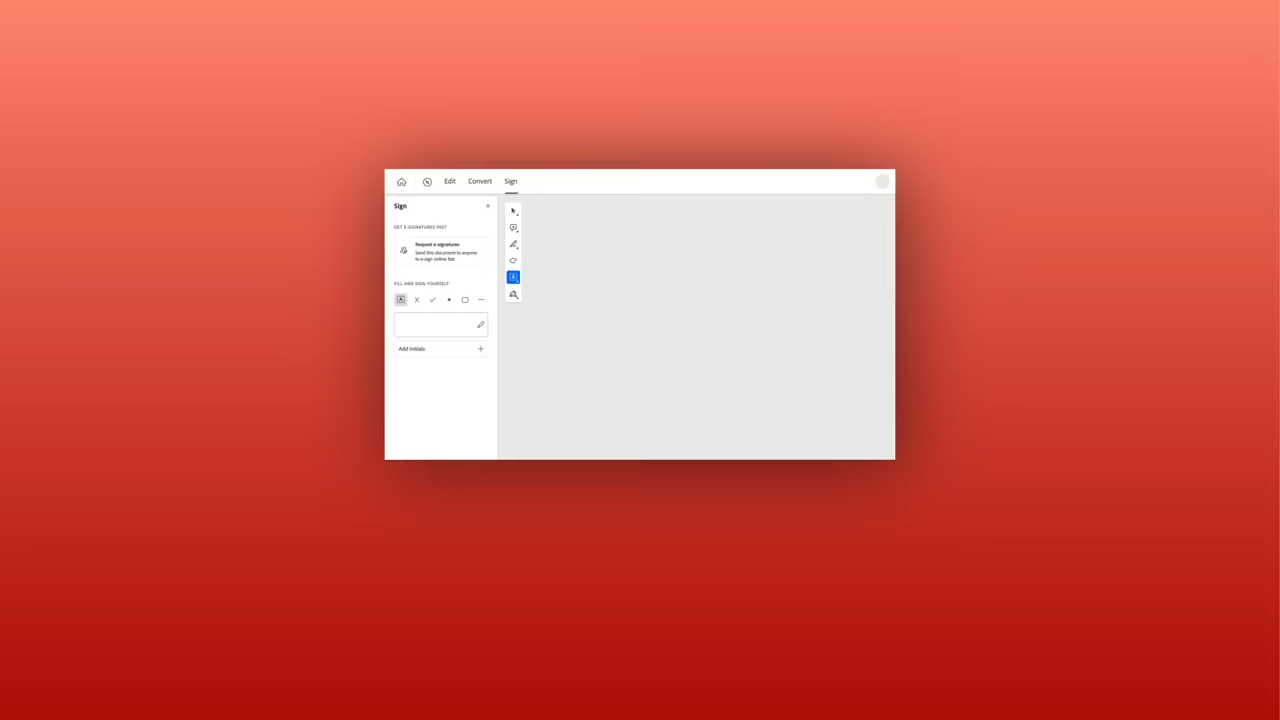 Edit Convert Sign
Sign
GET E-SIGNATURES FAST
Request e-signatures
Send this document to anyone
to e-sign online fast
FILL AND SIGN YOURSELF
Add initials